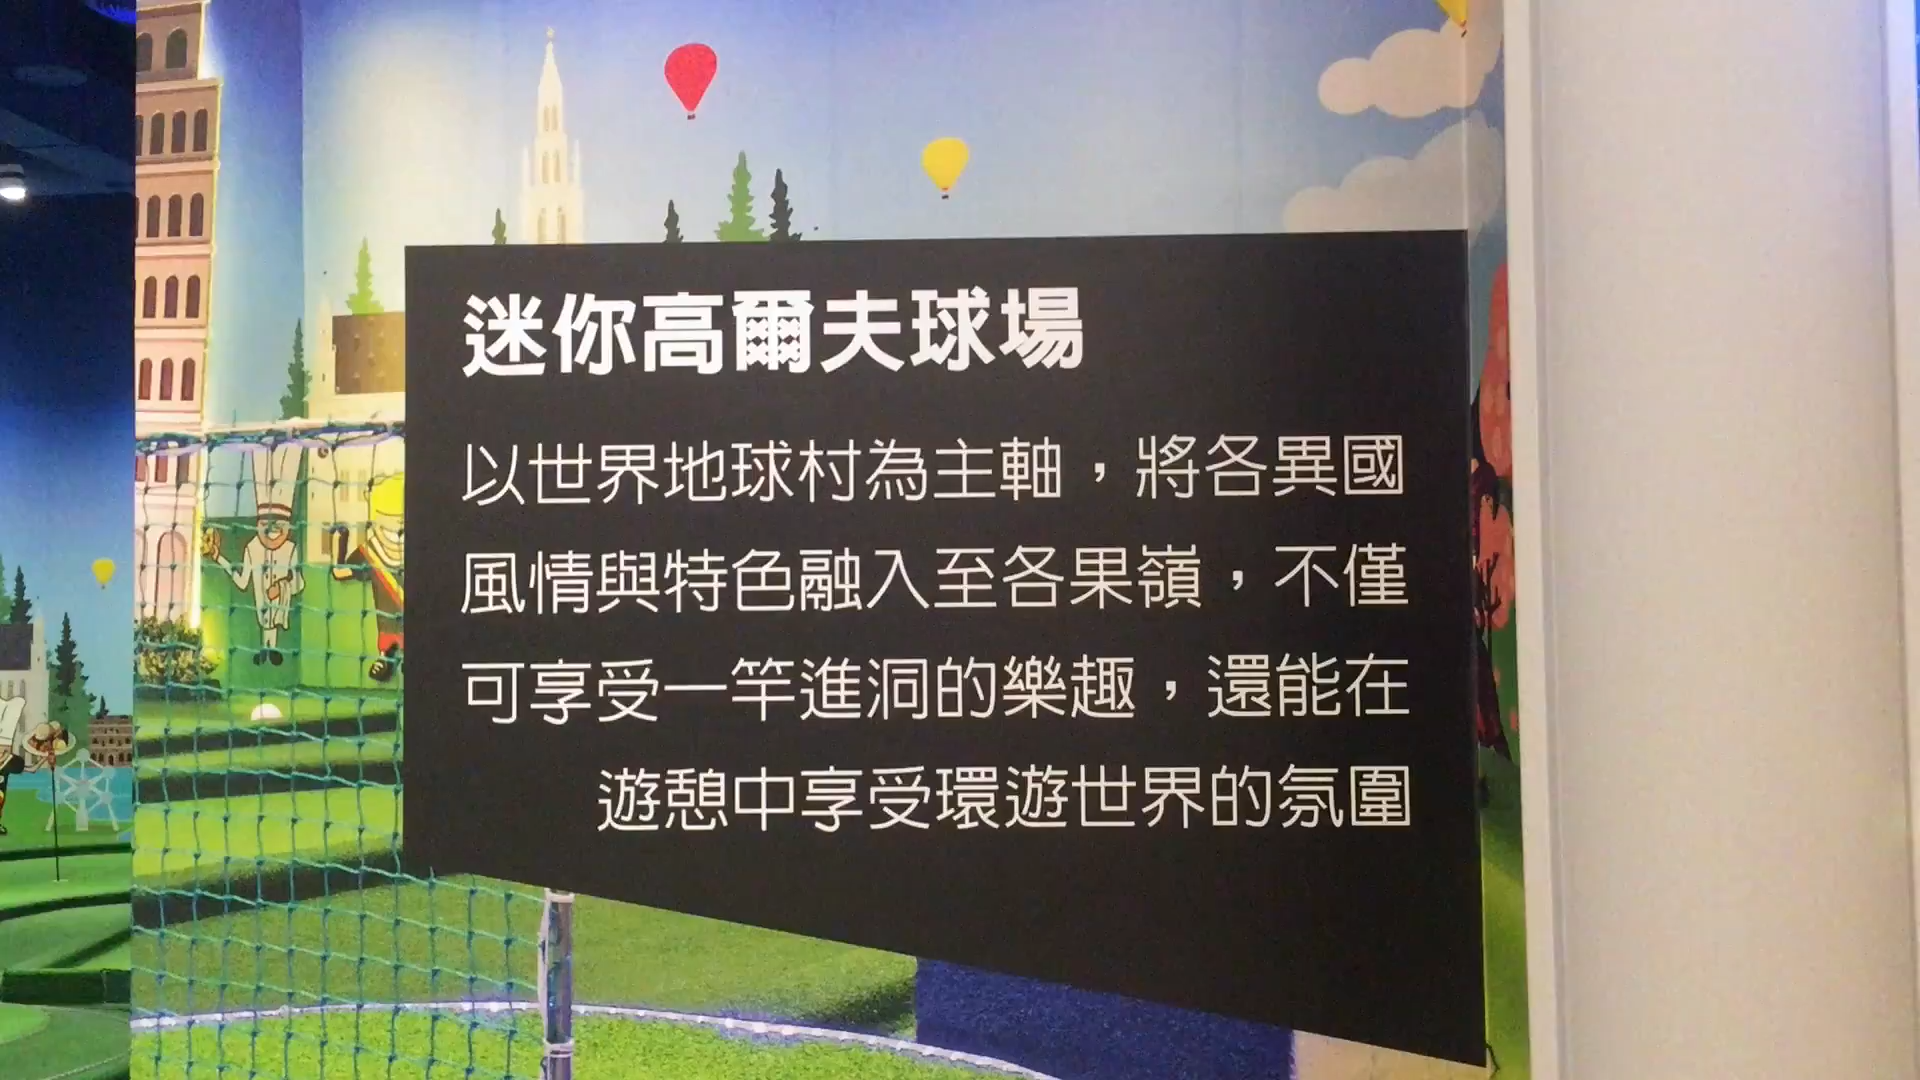 迷你高爾夫球場
以世界地球村為主軸，將各異國
風情與特色融入至各果嶺，不僅
可享受一竿進洞的樂趣，還能在
遊憩中享受環遊世界的氛圍